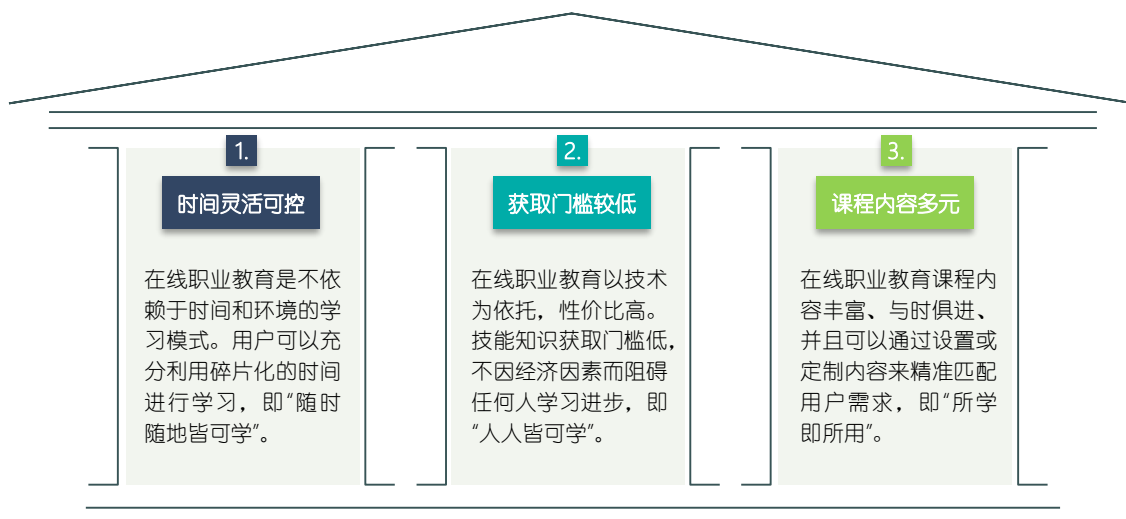 1.
时间灵活可控
在线职业教育是不依
赖于时间和环境的学
习模式。用户可以充
分利用碎片化的时间
进行学习，即“随时
随地皆可学”。
2.
获取门槛较低
在线职业教育以技术
为依托，性价比高。
技能知识获取门槛低，
不因经济因素而阻碍
任何人学习进步，即
“人人皆可学”。
3.
课程内容多元
在线职业教育课程内
容丰富、与时俱进、
并且可以通过设置或
定制内容来精准匹配
用户需求，即“所学
即所用”。